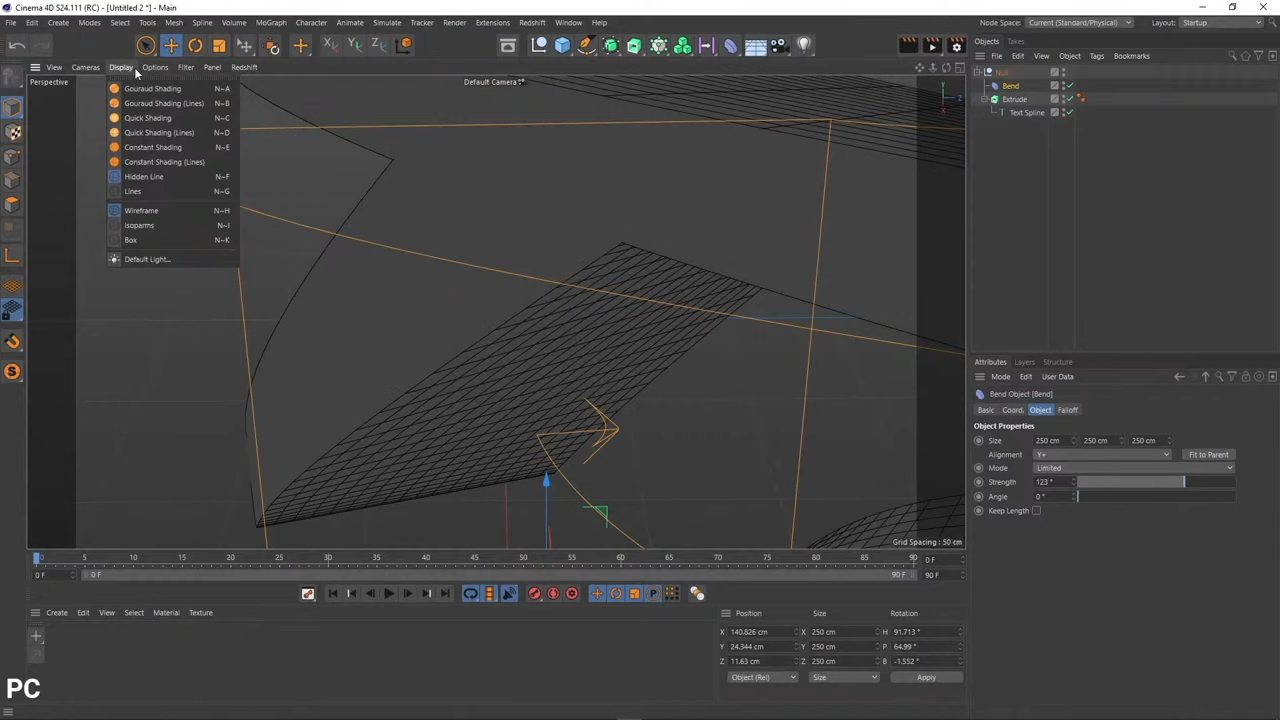 Cinema 4D S24.111 (RC) - [Untitled 2 *] - Main
File Edit Create Modes Select Tools Mesh Spline Volume MoGraph Character Animate Simulate Tracker Render Extensions Redshift Window Help
Node Space: Current (Standard/Physical) Layout: Startup
X Y Z
Objects Takes
File Edit View Object Tags Bookmarks
View Cameras Display Options Filter Panel Redshift
Perspective
Default Camera
Gouraud Shading N~A
Gouraud Shading (Lines) N~B
Quick Shading N~C
Quick Shading (Lines) N~D
Constant Shading N~E
Constant Shading (Lines)
Hidden Line N~F
Lines N~G
Wireframe N~H
Isoparms N~I
Box N~K
Default Light...
Y
Z
X
Null
Bend
Extrude
Text Spline
Attributes Layers Structure
Mode Edit User Data
Bend Object [Bend]
Basic Coord. Object Falloff
Object Properties
Size 250 cm 250 cm 250 cm
Alignment Y+ Fit to Parent
Mode Limited
Strength 123 °
Angle 0 °
Keep Length
Grid Spacing : 50 cm
0 5 10 15 20 25 30 35 40 45 50 55 60 65 70 75 80 85 90 0 F
0 F 0 F 90 F 90 F
P
File Edit View Select Material Texture
Position Size Rotation
X 140.826 cm X 250 cm H 91.713 °
Y 24.344 cm Y 250 cm P 64.99 °
Z 11.63 cm Z 250 cm B -1.552 °
Object (Rel) Size Apply
PC